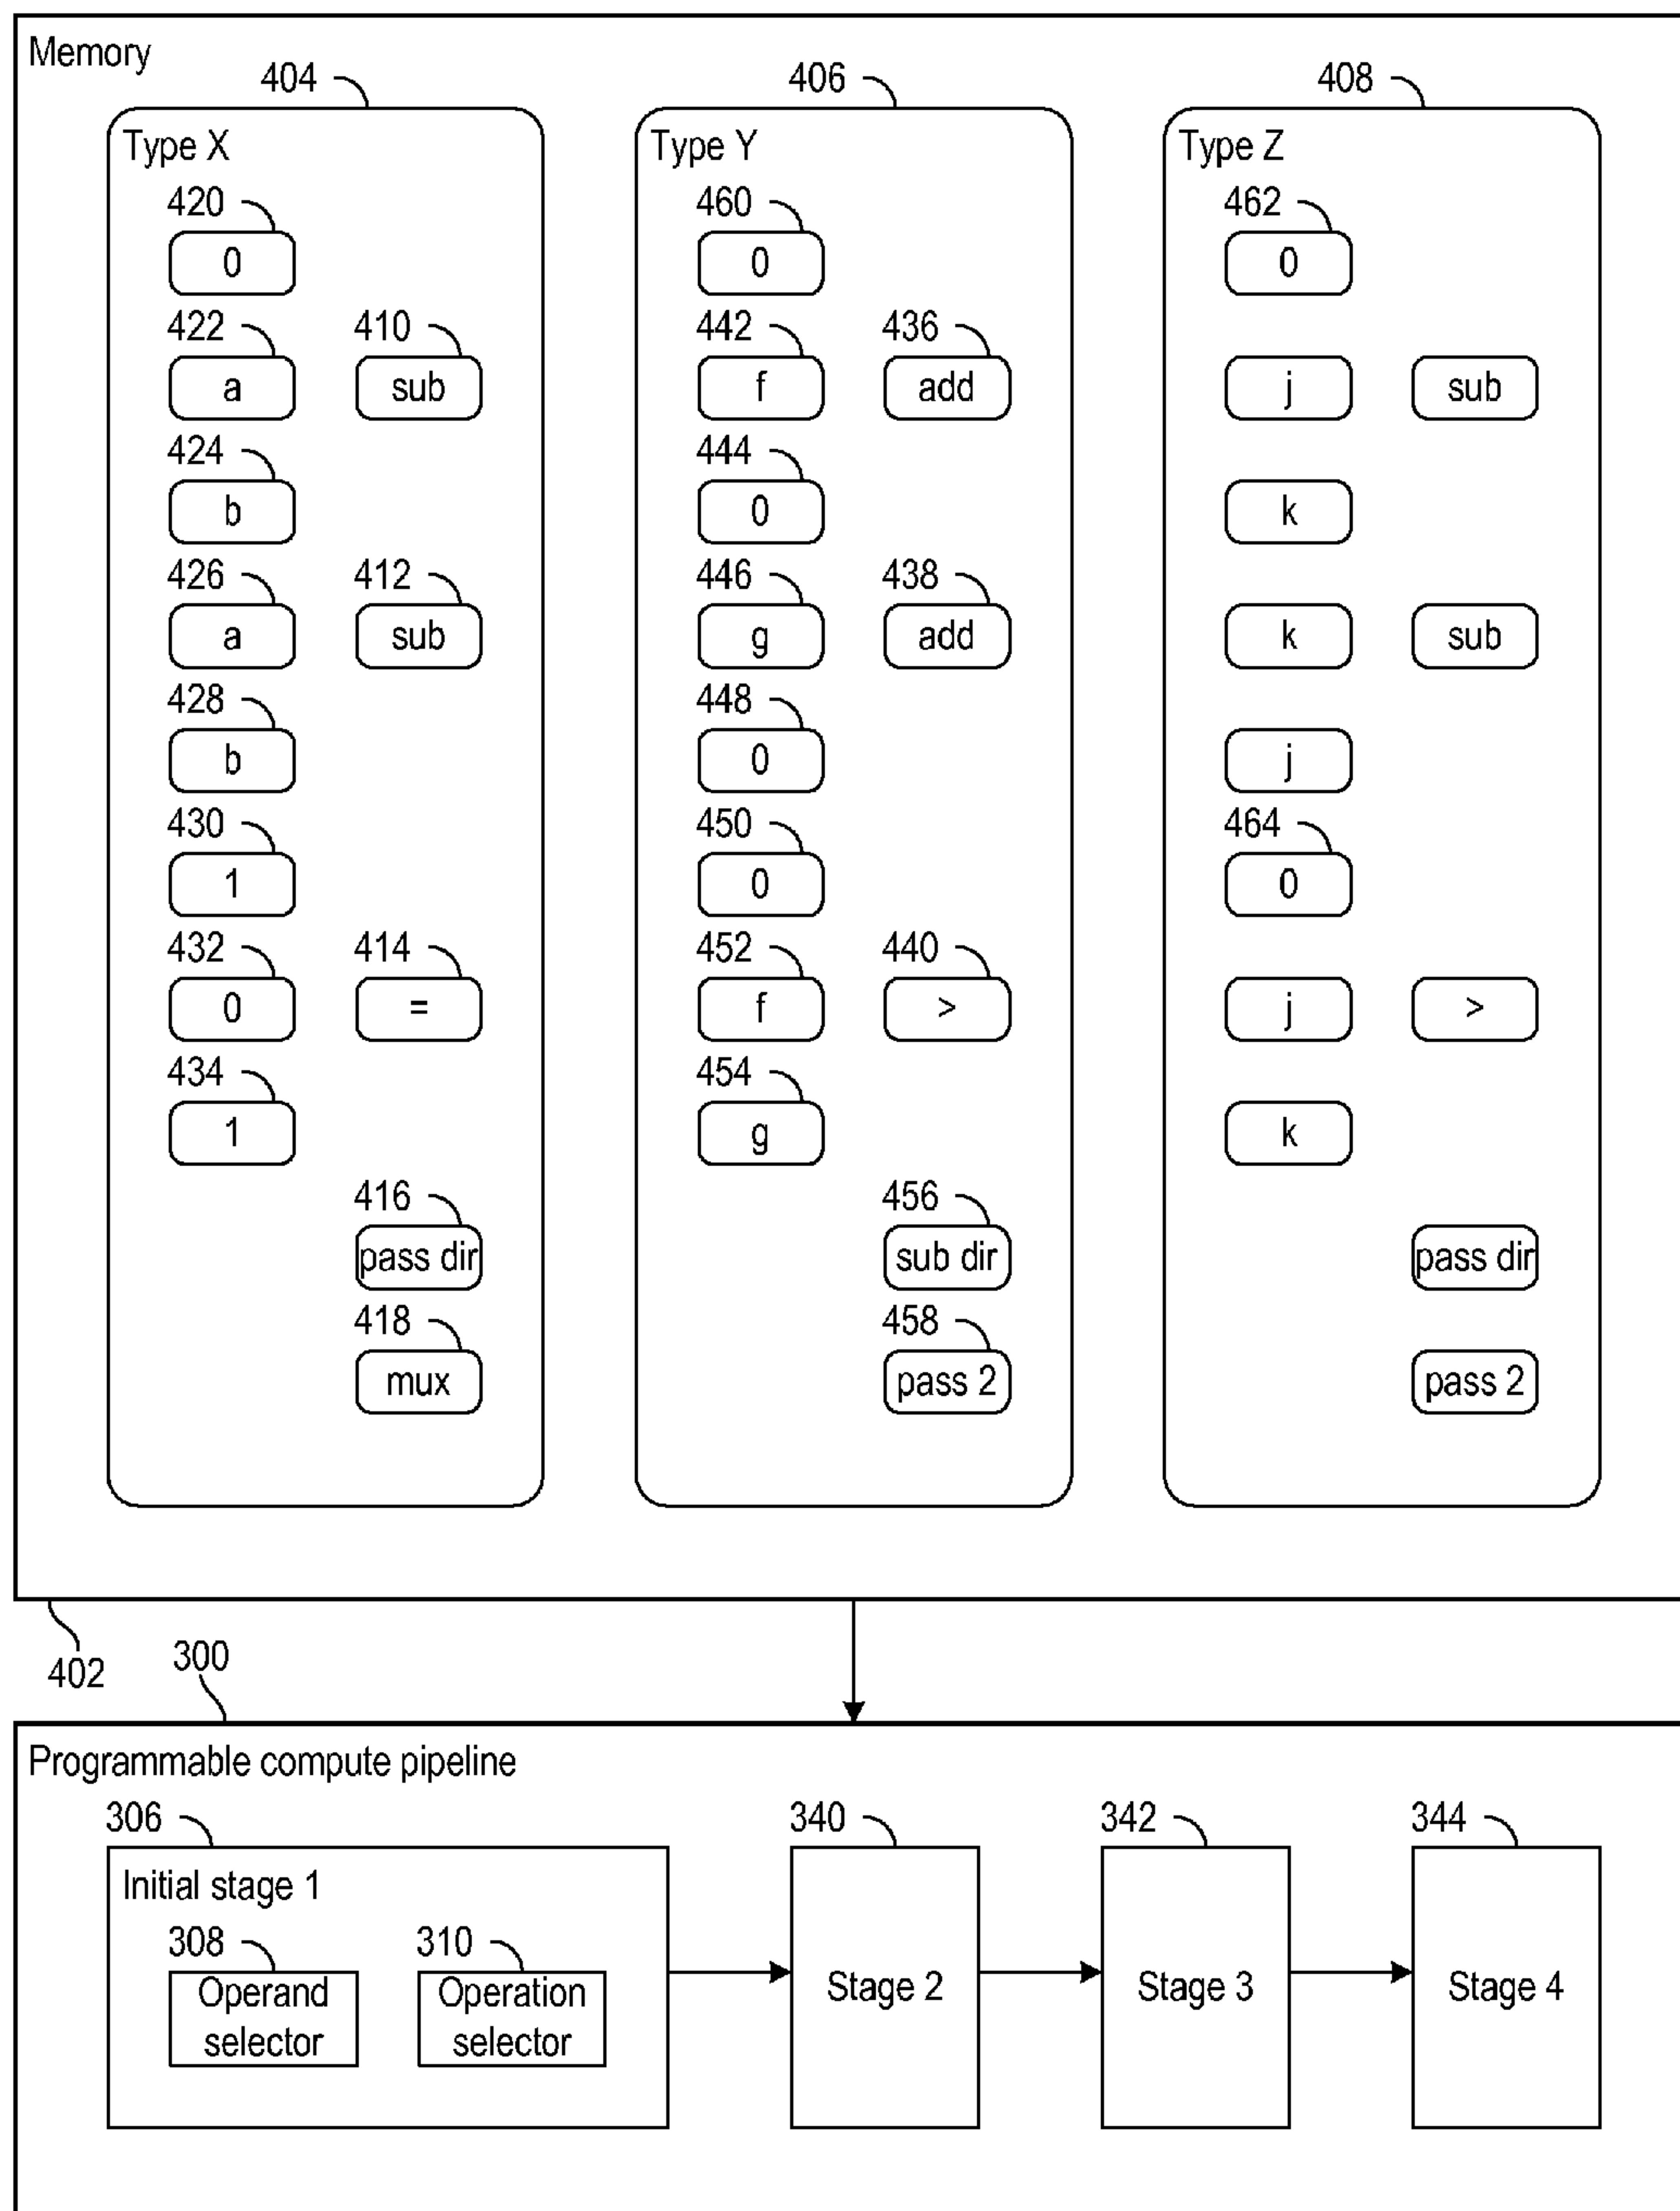 Memory
404 406 408
Type X Type Y Type Z
420 460 462
0 0 0
422 410 442 436
a sub f add j sub
424 444
b 0 k
426 412 446 438
a sub g add k sub
428 448
b 0 j
430 450 464
1 0 0
432 414 452 440
0 = f > j >
434 454
1 g k
416 456
pass dir sub dir pass dir
418 458
mux pass 2 pass 2
402 300
Programmable compute pipeline
306 340 342 344
Initial stage 1
308 310
Operand selector
Operation selector
Stage 2 Stage 3 Stage 4